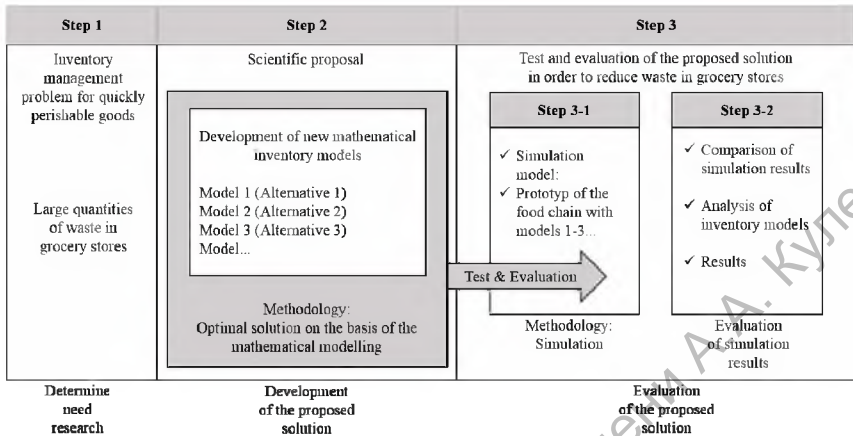 Step 1
Step 2
Step 3
Inventory
management
problem for quickly
perishable goods
Large quantities
of waste in
grocery stores
Scientific proposal
Development of new mathematical
inventory models
Model 1 (Alternative 1)
Model 2 (Alternative 2)
Model 3 (Alternative 3)
Model...
Methodology:
Optimal solution on the basis of the
mathematical modelling
Test & Evaluation
Test and evaluation of the proposed solution
in order to reduce waste in grocery stores
Step 3-1
✓ Simulation
model:
✓ Prototyp of the
food chain with
models 1-3...
Methodology:
Simulation
Step 3-2
✓ Comparison of
simulation results
✓ Analysis of
inventory models
✓ Results
Evaluation
of simulation
results
Determine
need
research
Development
of the proposed
solution
Evaluation
of the proposed
solution
А.А. Куле